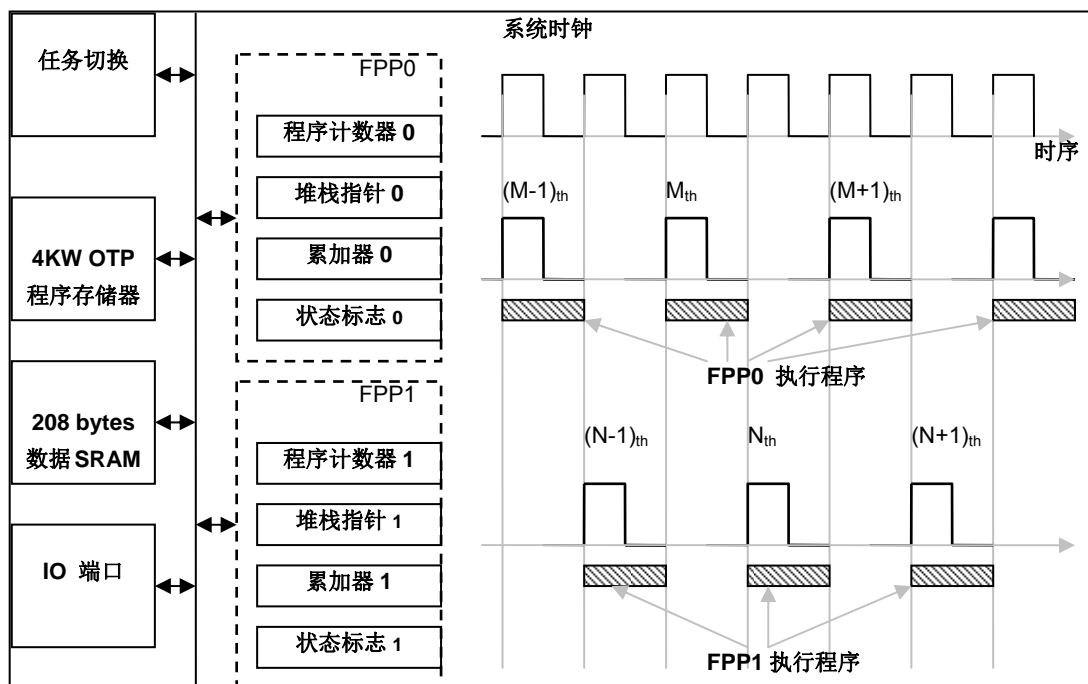 任务切换
4KW OTP
程序存储器
208 bytes
数据 SRAM
IO 端口
FPP0
程序计数器 0
堆栈指针 0
累加器 0
状态标志 0
FPP1
程序计数器 1
堆栈指针 1
累加器 1
状态标志 1
系统时钟
时序
(M-1)th
Mth
(M+1)th
FPP0 执行程序
(N-1)th
Nth
(N+1)th
FPP1 执行程序